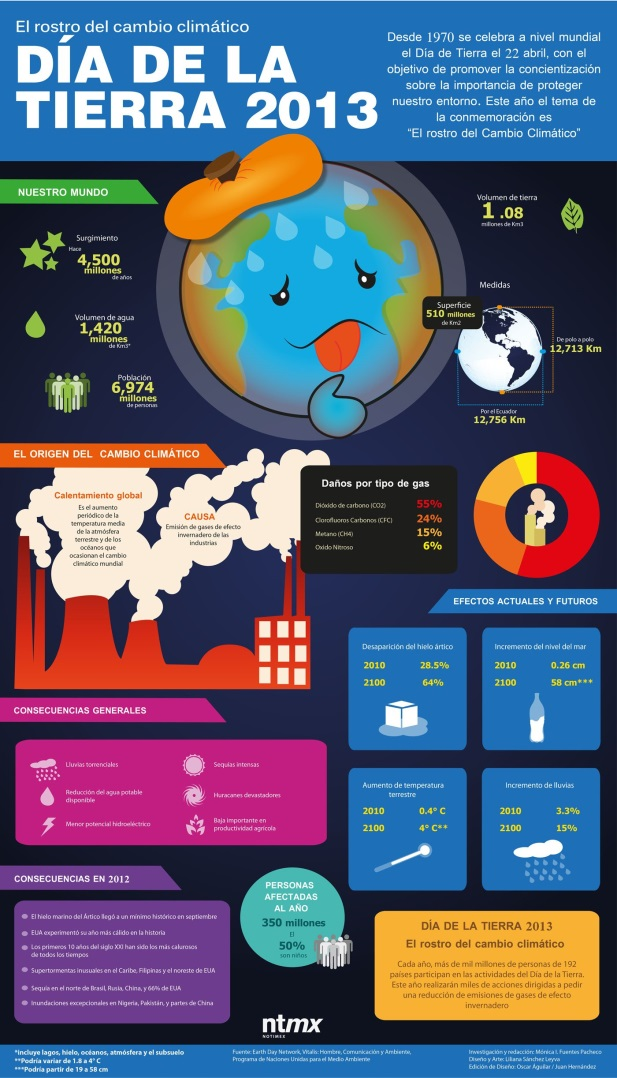 El rostro del cambio climático
DÍA DE LA
TIERRA 2013
Desde 1970 se celebra a nivel mundial
el Día de Tierra el 22 abril, con el
objetivo de promover la concientización
sobre la importancia de proteger
nuestro entorno. Este año el tema de
la conmemoración es
“El rostro del Cambio Climático”
NUESTRO MUNDO
Surgimiento
Hace
4,500
millones
de años
Volumen de agua
1,420
millones
de Km3*
Población
6,974
millones
de personas
Volumen de tierra
1 .08
millones de Km3
Medidas
Superficie
510 millones
de Km2
De polo a polo
12,713 Km
Por el Ecuador
12,756 Km
EL ORIGEN DEL CAMBIO CLIMÁTICO
Calentamiento global
Es el aumento
periódico de la
temperatura media
de la atmósfera
terrestre y de los
océanos que
ocasionan el cambio
climático mundial
CAUSA
Emisión de gases de efecto
invernadero de las
industrias
Daños por tipo de gas
Dióxido de carbono (CO2) 55%
Clorofluoros Carbonos (CFC) 24%
Metano (CH4) 15%
Oxido Nitroso 6%
EFECTOS ACTUALES Y FUTUROS
Desaparición del hielo ártico
2010 28.5%
2100 64%
Incremento del nivel del mar
2010 0.26 cm
2100 58 cm***
Aumento de temperatura
terrestre
2010 0.4° C
2100 4° C**
Incremento de lluvias
2010 3.3%
2100 15%
CONSECUENCIAS GENERALES
Lluvias torrenciales
Reducción del agua potable
disponible
Menor potencial hidroeléctrico
Sequías intensas
Huracanes devastadores
Baja importante en
productividad agrícola
CONSECUENCIAS EN 2012
El hielo marino del Ártico llegó a un mínimo histórico en septiembre
EUA experimentó su año más cálido en la historia
Los primeros 10 años del siglo XXI han sido los más calurosos
de todos los tiempos
Supertormentas inusuales en el Caribe, Filipinas y el noreste de EUA
Sequía en el norte de Brasil, Rusia, China, y 66% de EUA
Inundaciones excepcionales en Nigeria, Pakistán, y partes de China
PERSONAS
AFECTADAS
AL AÑO
350 millones
El
50%
son niños
DÍA DE LA TIERRA 2013
El rostro del cambio climático
Cada año, más de mil millones de personas de 192
países participan en las actividades del Día de la Tierra.
Este año realizarán miles de acciones dirigidas a pedir
una reducción de emisiones de gases de efecto
invernadero
ntmx
NOTIMEX
*Incluye lagos, hielo, océanos, atmósfera y el subsuelo
**Podría variar de 1.8 a 4° C
***Podría partir de 19 a 58 cm
Fuente: Earth Day Network, Vitalis: Hombre, Comunicación y Ambiente,
Programa de Naciones Unidas para el Medio Ambiente
Investigación y redacción: Mónica I. Fuentes Pacheco
Diseño y Arte: Liliana Sánchez Leyva
Edición de Diseño: Oscar Aguilar / Juan Hernández